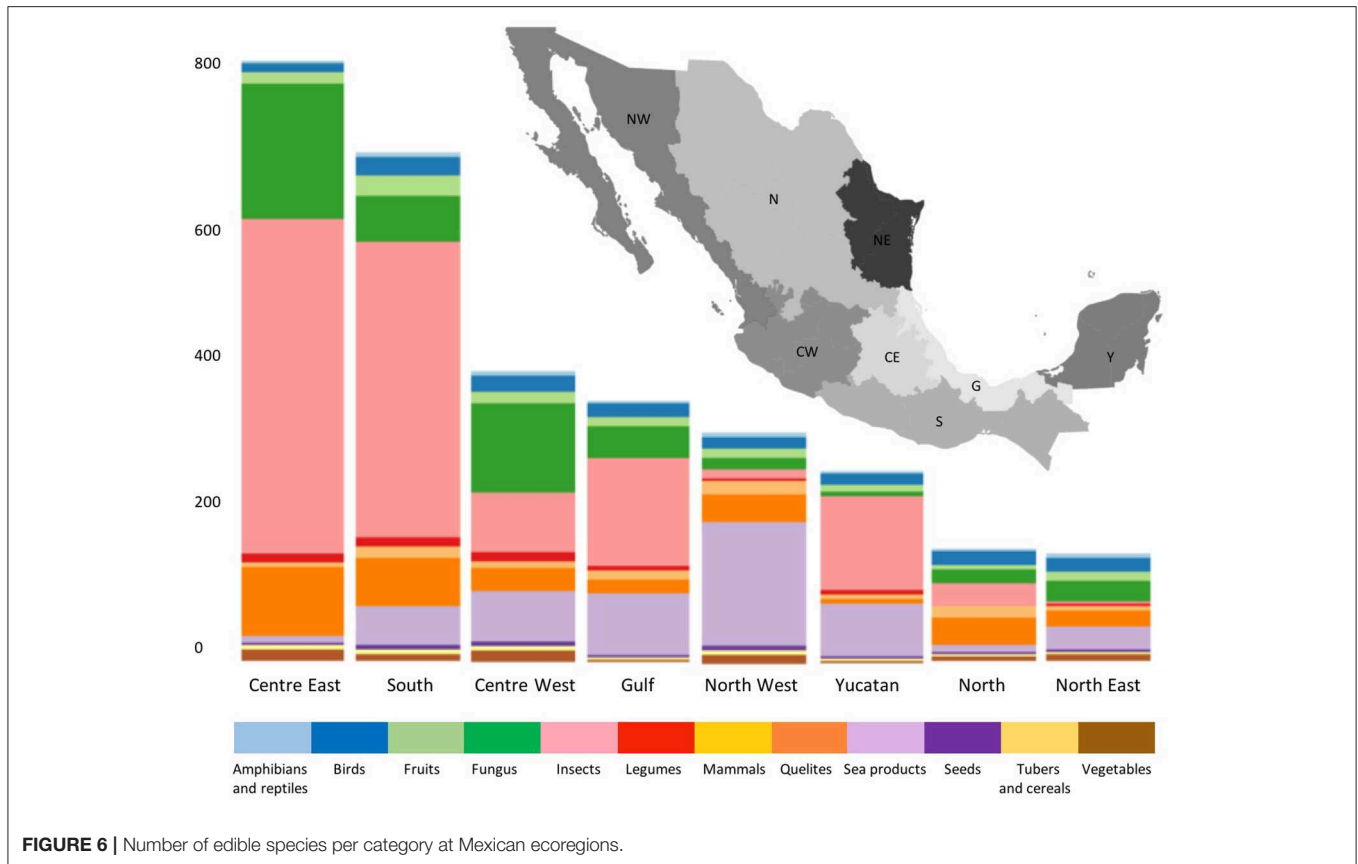 800
600
400
200
0
NW
N
NE
CW
CE
G
Y
S
Centre East South Centre West Gulf North West Yucatan North North East
Amphibians and reptiles
Birds
Fruits
Fungus
Insects
Legumes
Mammals
Quelites
Sea products
Seeds
Tubers and cereals
Vegetables
FIGURE 6 | Number of edible species per category at Mexican ecoregions.